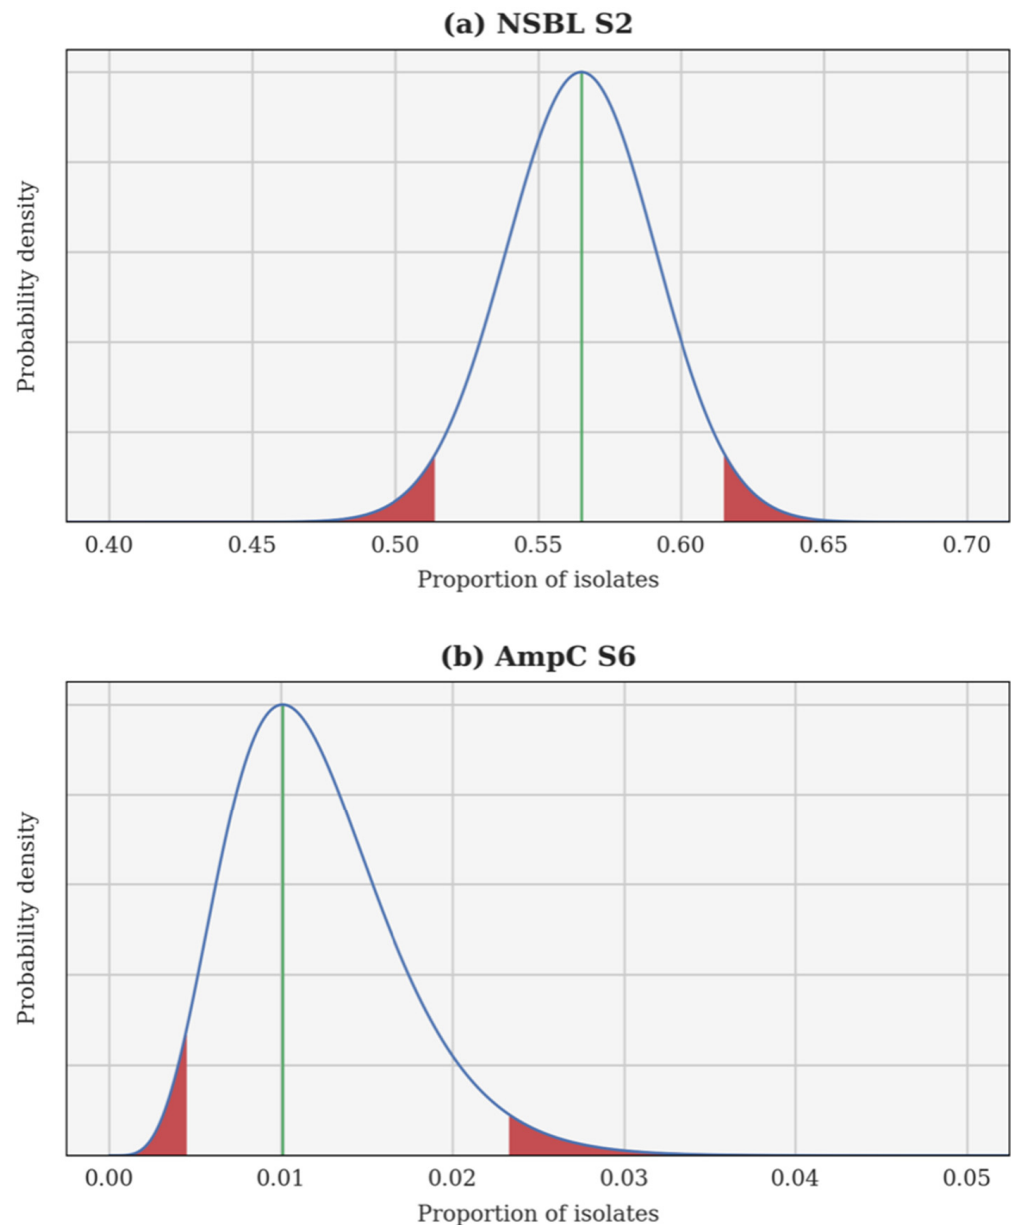 (a) NSBL S2
Probability density
0.40 0.45 0.50 0.55 0.60 0.65 0.70
Proportion of isolates
(b) AmpC S6
Probability density
0.00 0.01 0.02 0.03 0.04 0.05
Proportion of isolates